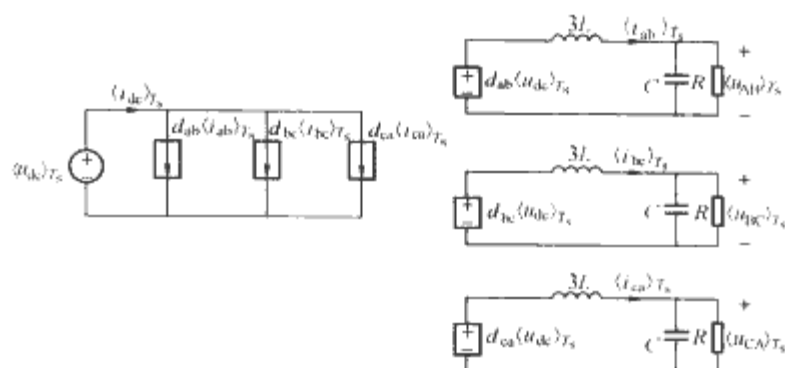 ⟨i_dc⟩_Ts
d_ab⟨i_ab⟩_Ts
d_bc⟨i_bc⟩_Ts
d_ca⟨i_ca⟩_Ts
⟨u_dc⟩_Ts
3L
⟨i_ab⟩_Ts
+
d_ab⟨u_dc⟩_Ts
C
R
⟨u_AB⟩_Ts
−
3L
⟨i_bc⟩_Ts
+
d_bc⟨u_dc⟩_Ts
C
R
⟨u_BC⟩_Ts
−
3L
⟨i_ca⟩_Ts
+
d_ca⟨u_dc⟩_Ts
C
R
⟨u_CA⟩_Ts
−